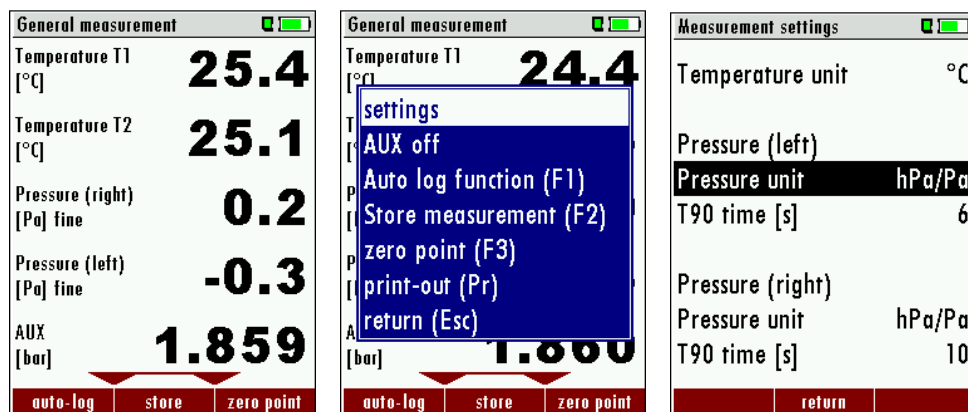 General measurement
Temperature T1
[°C]
25.4
Temperature T2
[°C]
25.1
Pressure (right)
[Pa] fine
0.2
Pressure (left)
[Pa] fine
-0.3
AUX
[bar]
1.859
auto-log store zero point
General measurement
Temperature T1
[°C]
24.4
settings
AUX off
Auto log function (F1)
Store measurement (F2)
zero point (F3)
print-out (Pr)
return (Esc)
[bar]
1.860
auto-log store zero point
Measurement settings
Temperature unit °C
Pressure (left)
Pressure unit hPa/Pa
T90 time [s] 6
Pressure (right)
Pressure unit hPa/Pa
T90 time [s] 10
return